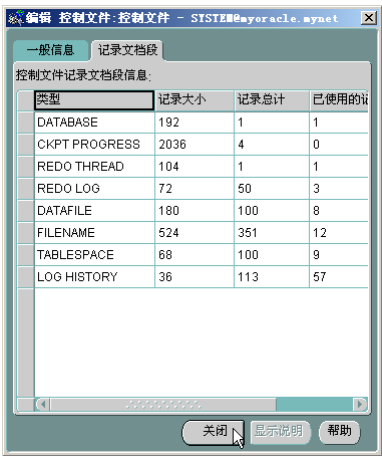 编辑 控制文件:控制文件 - SYSTEM@myoracle.mynet
一般信息 记录文档段
控制文件记录文档段信息:
类型 记录大小 记录总计 已使用的
DATABASE 192 1 1
CKPT PROGRESS 2036 4 0
REDO THREAD 104 1 1
REDO LOG 72 50 3
DATAFILE 180 100 8
FILENAME 524 351 12
TABLESPACE 68 100 9
LOG HISTORY 36 113 57
关闭 显示说明 帮助